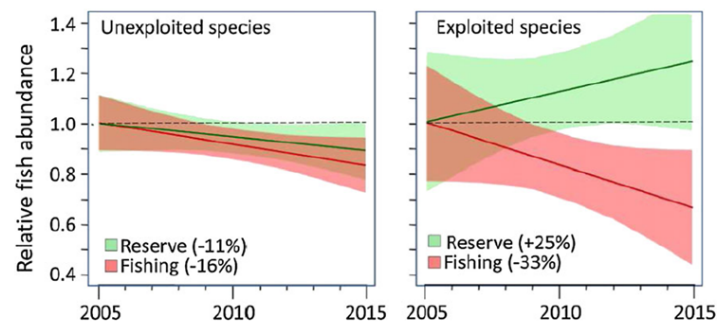 Relative fish abundance
1.4
1.2
1.0
0.8
0.6
0.4
Unexploited species
Reserve (-11%)
Fishing (-16%)
2005
2010
2015
Exploited species
Reserve (+25%)
Fishing (-33%)
2005
2010
2015